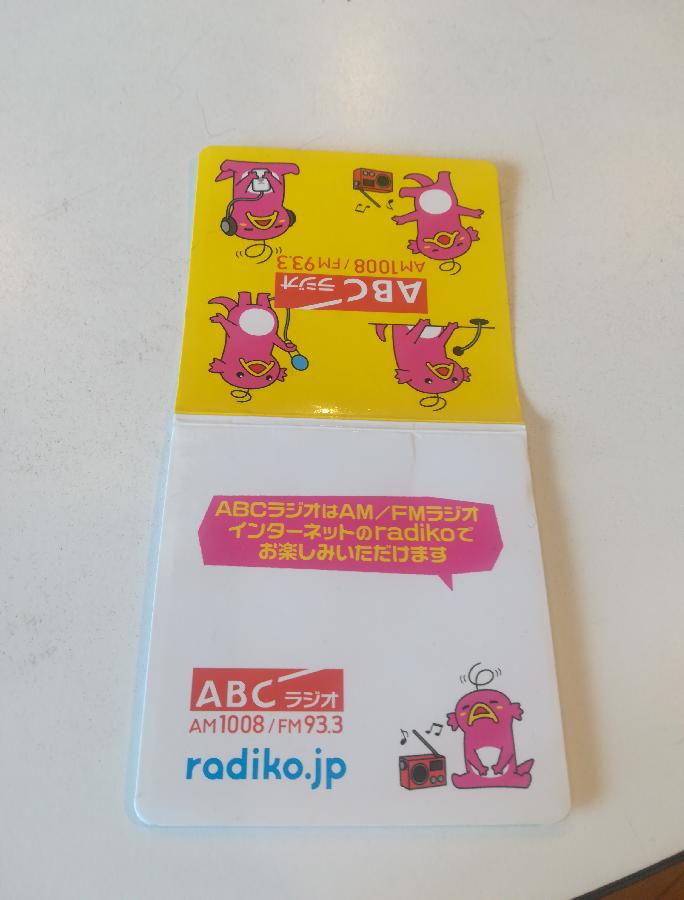 ABCラジオ
AM1008/FM93.3
ABCラジオはAM/FMラジオ
インターネットのradikoで
お楽しみいただけます
ABCラジオ
AM1008/FM93.3
radiko.jp